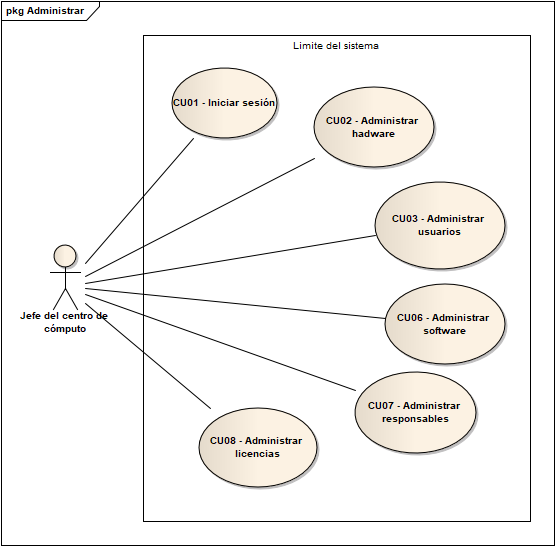 pkg Administrar
Limite del sistema
CU01 - Iniciar sesión
CU02 - Administrar
hadware
CU03 - Administrar
usuarios
Jefe del centro de
cómputo
CU06 - Administrar
software
CU07 - Administrar
responsables
CU08 - Administrar
licencias